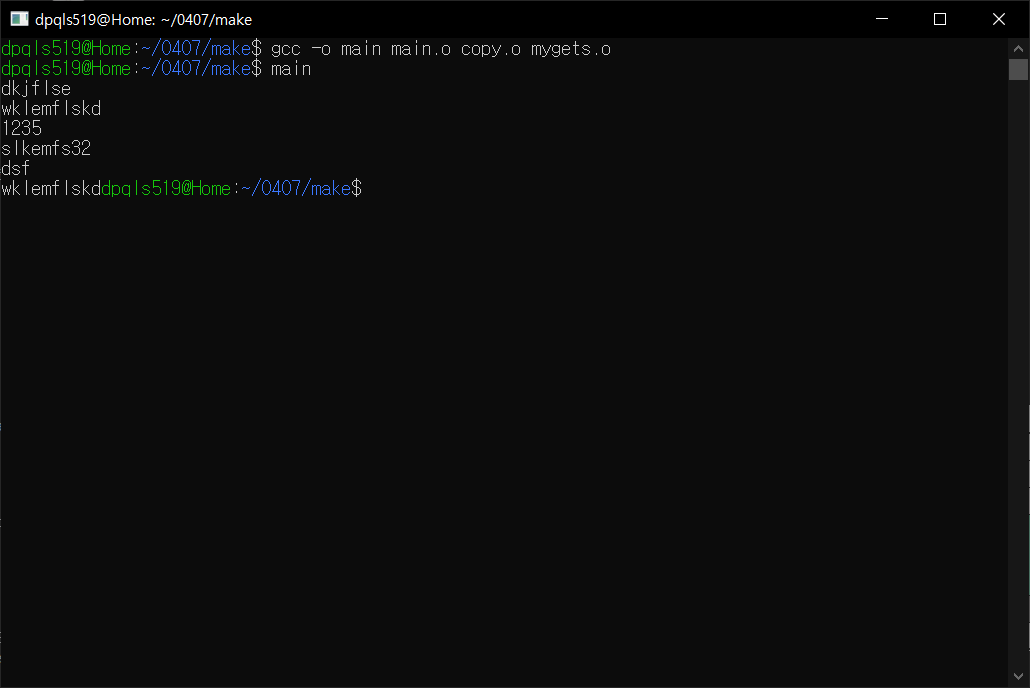 dpqls519@Home: ~/0407/make
dpqls519@Home:~/0407/make$ gcc -o main main.o copy.o mygets.o
dpqls519@Home:~/0407/make$ main
dkjflse
wklemflskd
1235
slkemfs32
dsf
wklemflskddpqls519@Home:~/0407/make$